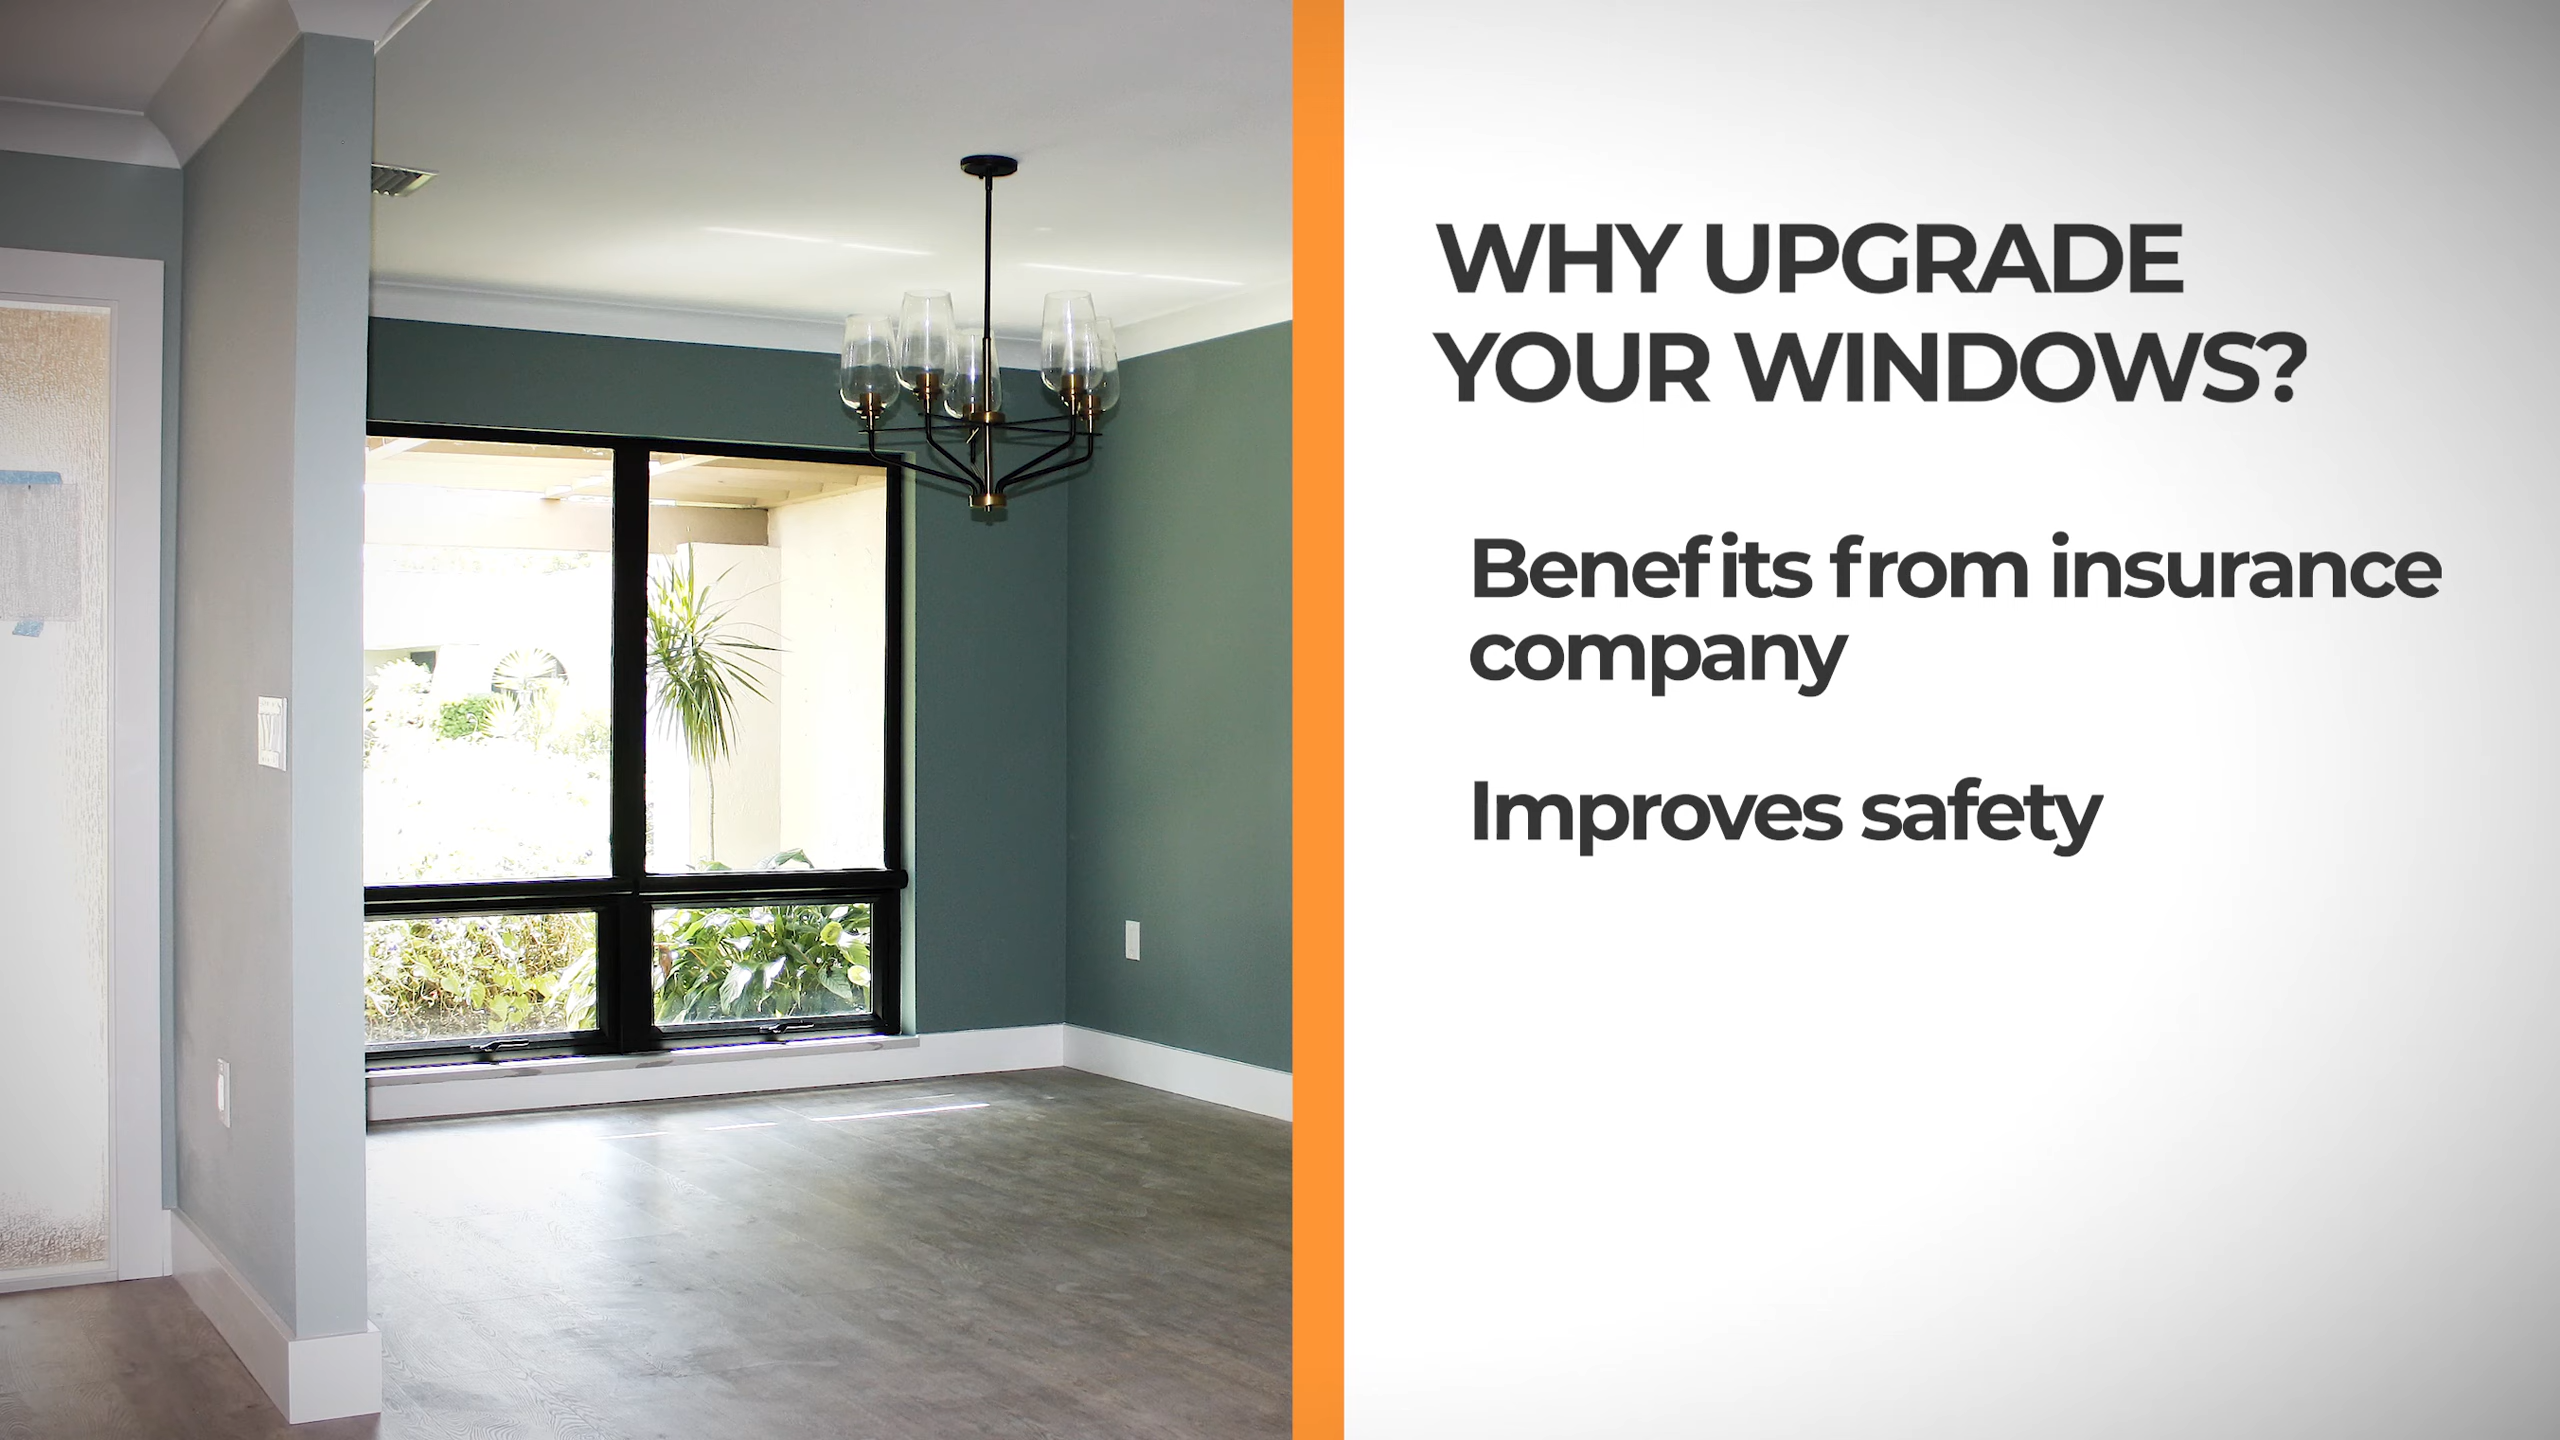 WHY UPGRADE
YOUR WINDOWS?
Benefits from insurance
company
Improves safety